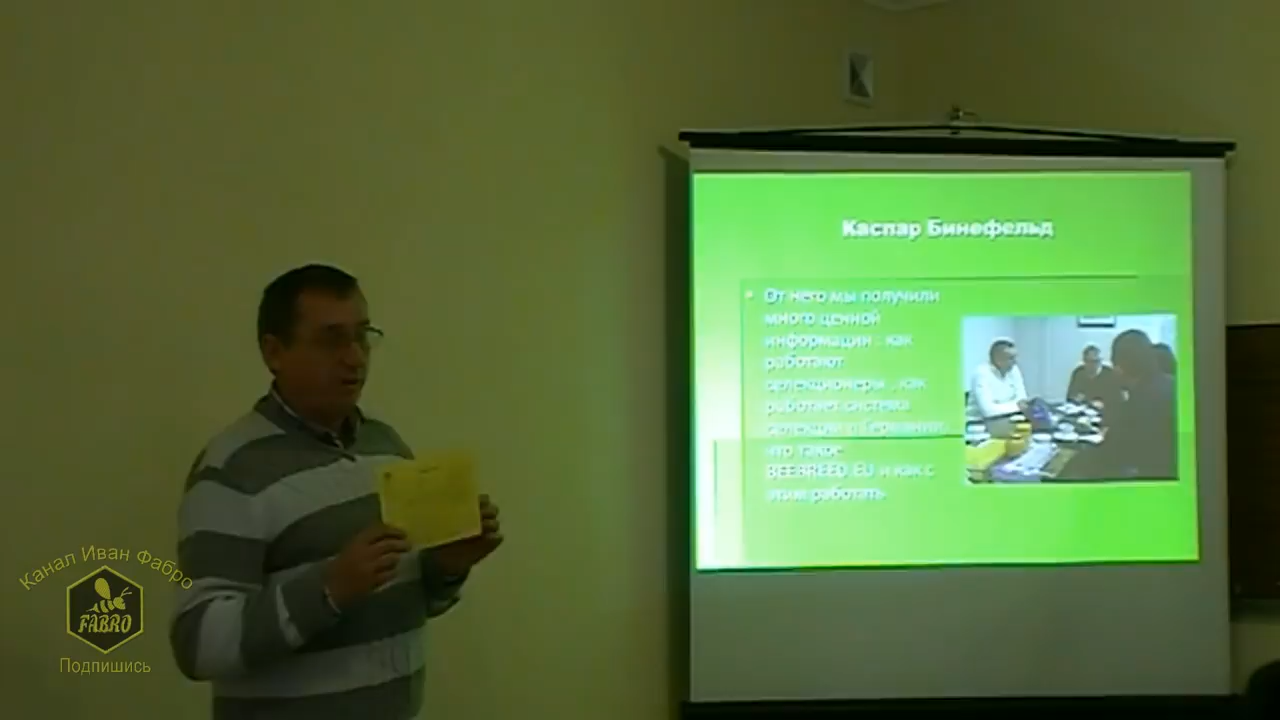 Каспар Бинефельд
От него мы получили
много ценной
информации : как
работают
селекционеры , как
работает система
селекции в Германии,
что такое
BEEBREED.EU и как с
этим работать
Канал Иван Фабро
FABRO
Подпишись